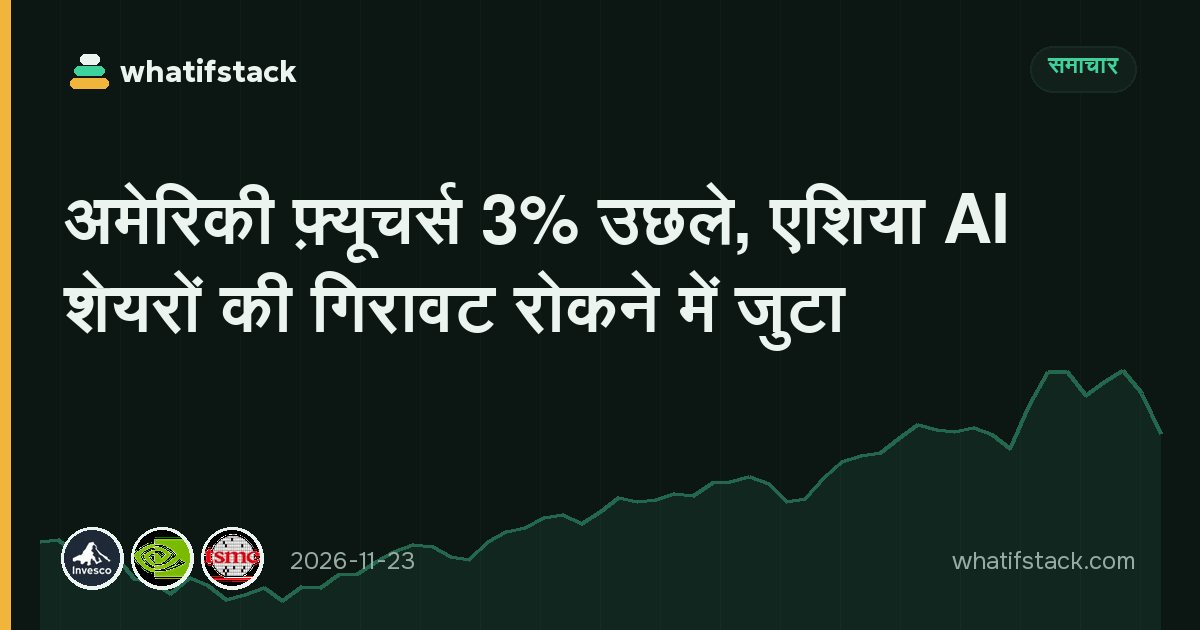 whatifstack
समाचार
अमेरिकी फ़्यूचर्स 3% उछले, एशिया AI
शेयरों की गिरावट रोकने में जुटा
Invesco
tsmc
2026-11-23
whatifstack.com